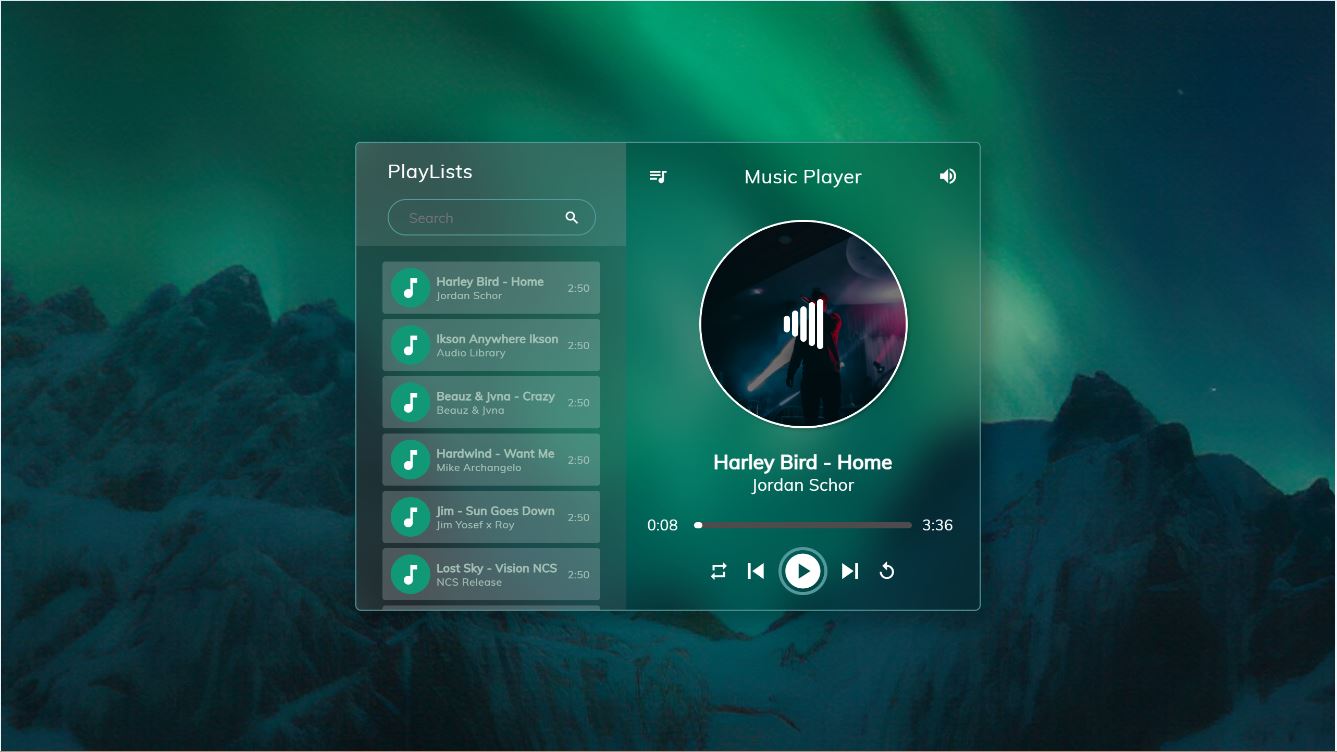 PlayLists
Search
Harley Bird - Home
Jordan Schor
2:50
Ikson Anywhere Ikson
Audio Library
2:50
Beauz & Jvna - Crazy
Beauz & Jvna
2:50
Hardwind - Want Me
Mike Archangelo
2:50
Jim - Sun Goes Down
Jim Yosef x Roy
2:50
Lost Sky - Vision NCS
NCS Release
2:50
Music Player
Harley Bird - Home
Jordan Schor
0:08
3:36